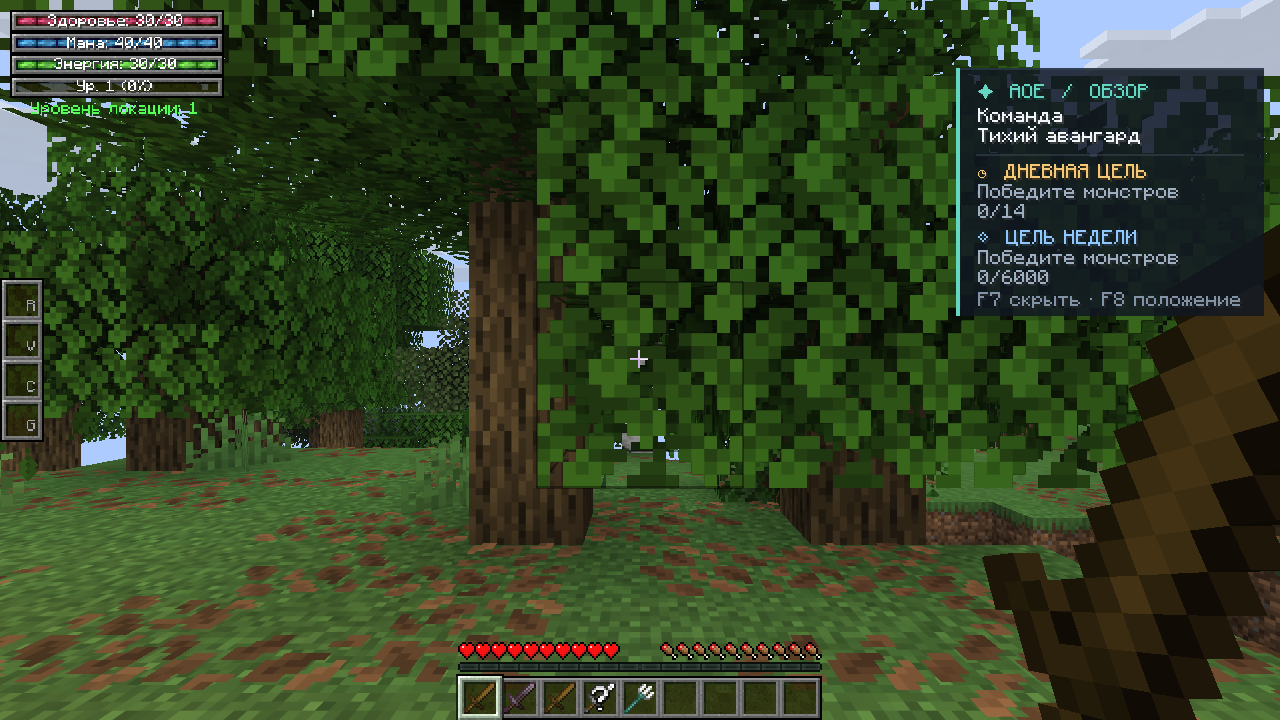 Здоровье: 30/30
Мана: 40/40
Энергия: 30/30
Ур. 1 (0%)
Уровень локации: 1
AOE / ОБЗОР
Команда
Тихий авангард
ДНЕВНАЯ ЦЕЛЬ
Победите монстров
0/14
ЦЕЛЬ НЕДЕЛИ
Победите монстров
0/6000
F7 скрыть · F8 положение
R
V
C
G